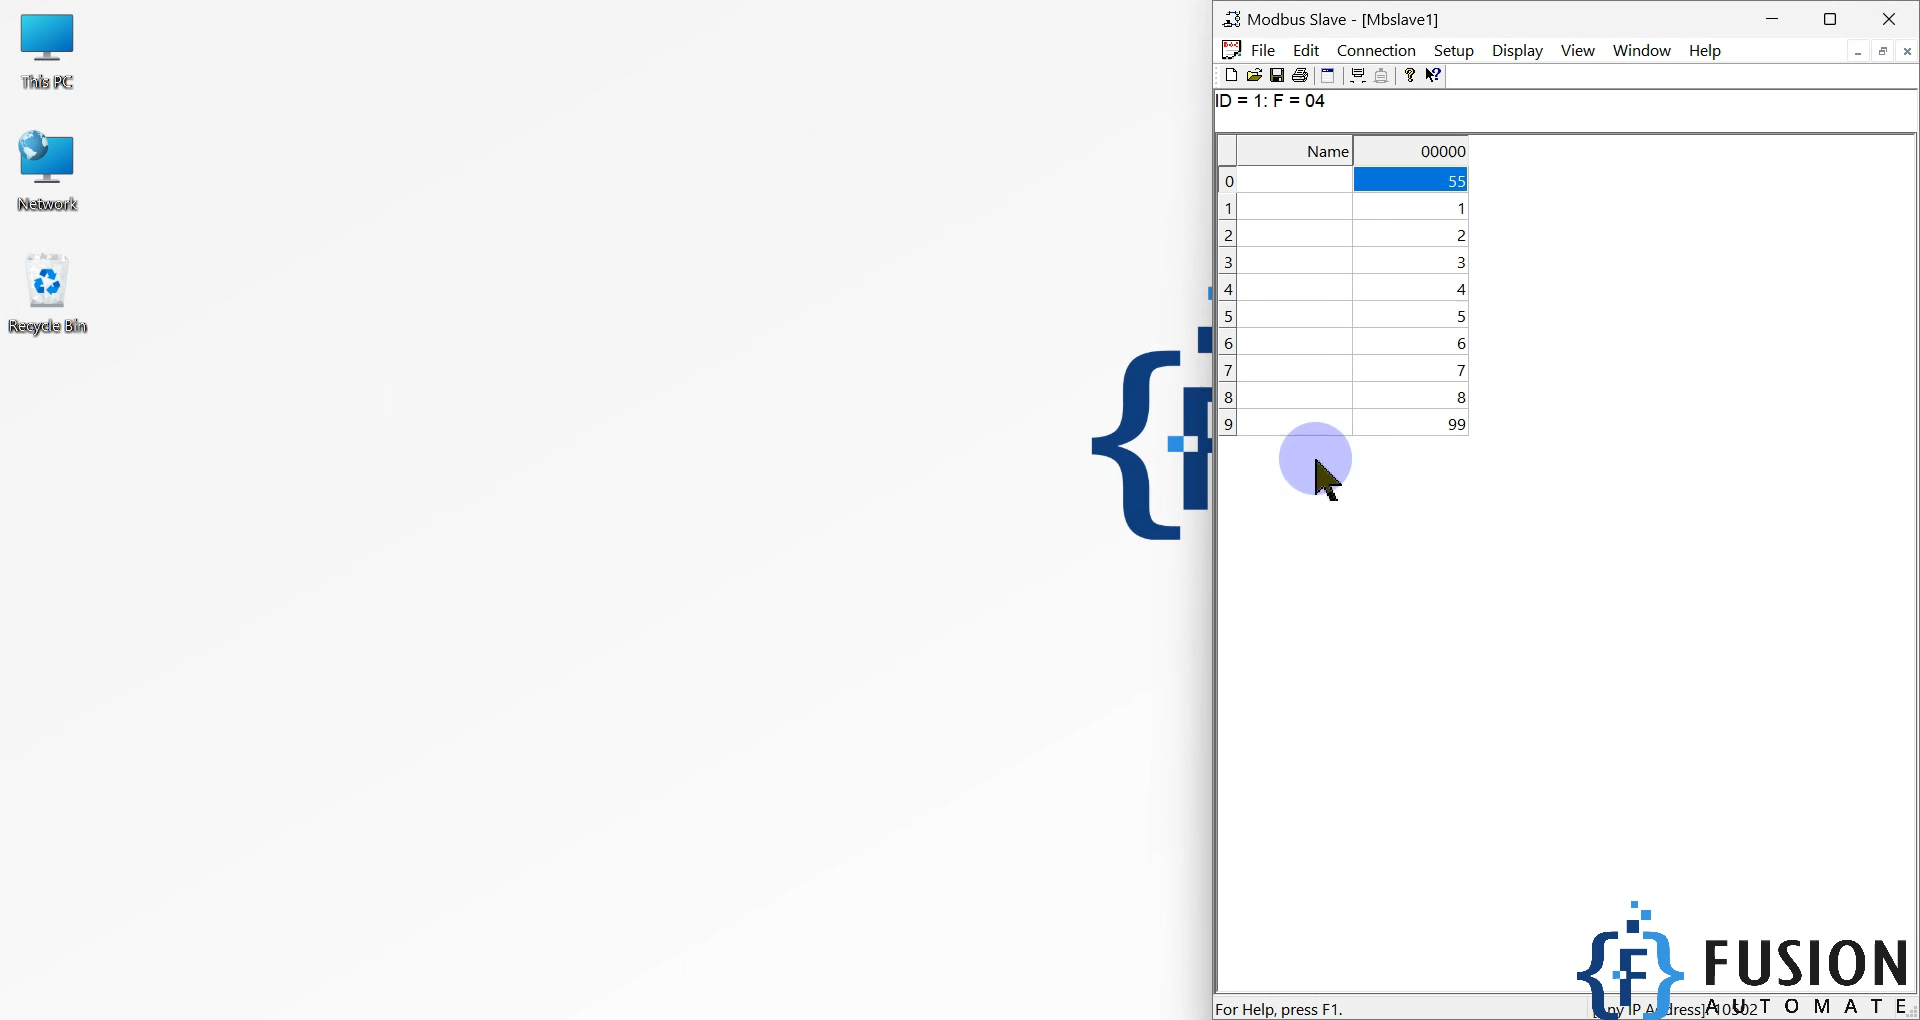 This PC
Network
Recycle Bin
Modbus Slave - [Mbslave1]
File Edit Connection Setup Display View Window Help
ID = 1: F = 04
Name 00000
0 55
1 1
2 2
3 3
4 4
5 5
6 6
7 7
8 8
9 99
FUSION
AUTOMATE
For Help, press F1.